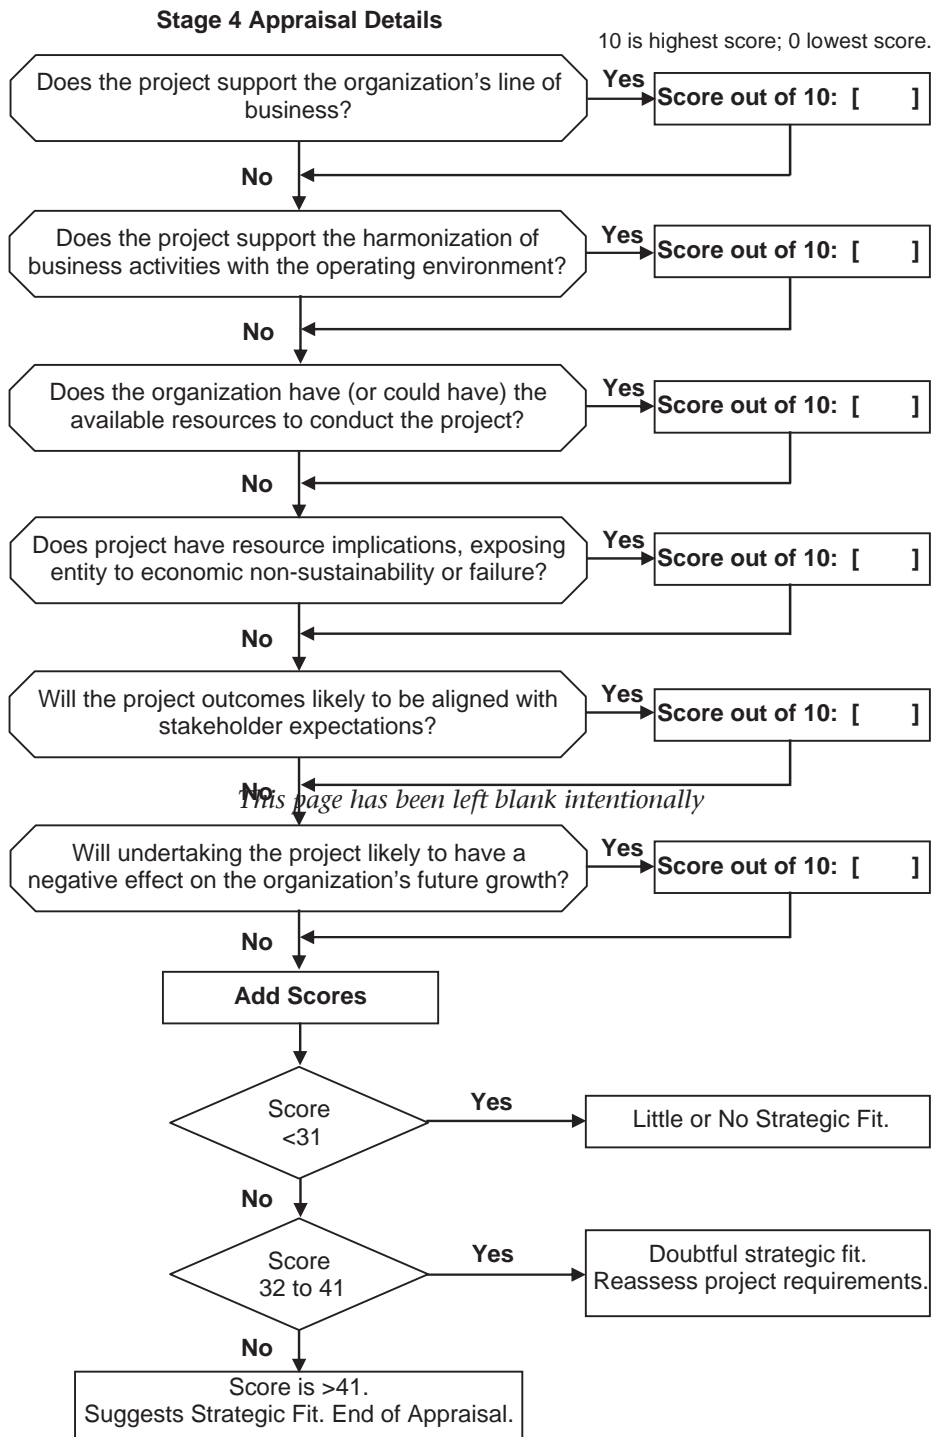 Stage 4 Appraisal Details
10 is highest score; 0 lowest score.
Does the project support the organization's line of
business?
Yes
Score out of 10: [ ]
No
Does the project support the harmonization of
business activities with the operating environment?
Yes
Score out of 10: [ ]
No
Does the organization have (or could have) the
available resources to conduct the project?
Yes
Score out of 10: [ ]
No
Does project have resource implications, exposing
entity to economic non-sustainability or failure?
Yes
Score out of 10: [ ]
No
Will the project outcomes likely to be aligned with
stakeholder expectations?
Yes
Score out of 10: [ ]
No
This page has been left blank intentionally
Will undertaking the project likely to have a
negative effect on the organization's future growth?
Yes
Score out of 10: [ ]
No
Add Scores
Score
<31
Yes
Little or No Strategic Fit.
No
Score
32 to 41
Yes
Doubtful strategic fit.
Reassess project requirements.
No
Score is >41.
Suggests Strategic Fit. End of Appraisal.